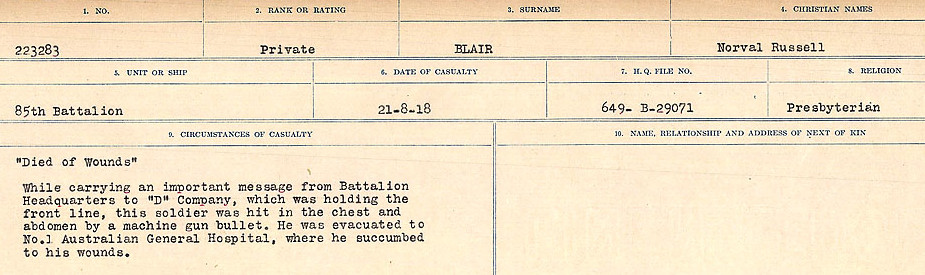 1. NO. 2. RANK OR RATING 3. SURNAME 4. CHRISTIAN NAMES
223283 Private BLAIR Norval Russell
5. UNIT OR SHIP 6. DATE OF CASUALTY 7. H.Q. FILE NO. 8. RELIGION
85th Battalion 21-8-18 649- B-29071 Presbyterian
9. CIRCUMSTANCES OF CASUALTY 10. NAME, RELATIONSHIP AND ADDRESS OF NEXT OF KIN
"Died of Wounds"
While carrying an important message from Battalion
Headquarters to "D" Company, which was holding the
front line, this soldier was hit in the chest and
abdomen by a machine gun bullet. He was evacuated to
No.1 Australian General Hospital, where he succumbed
to his wounds.